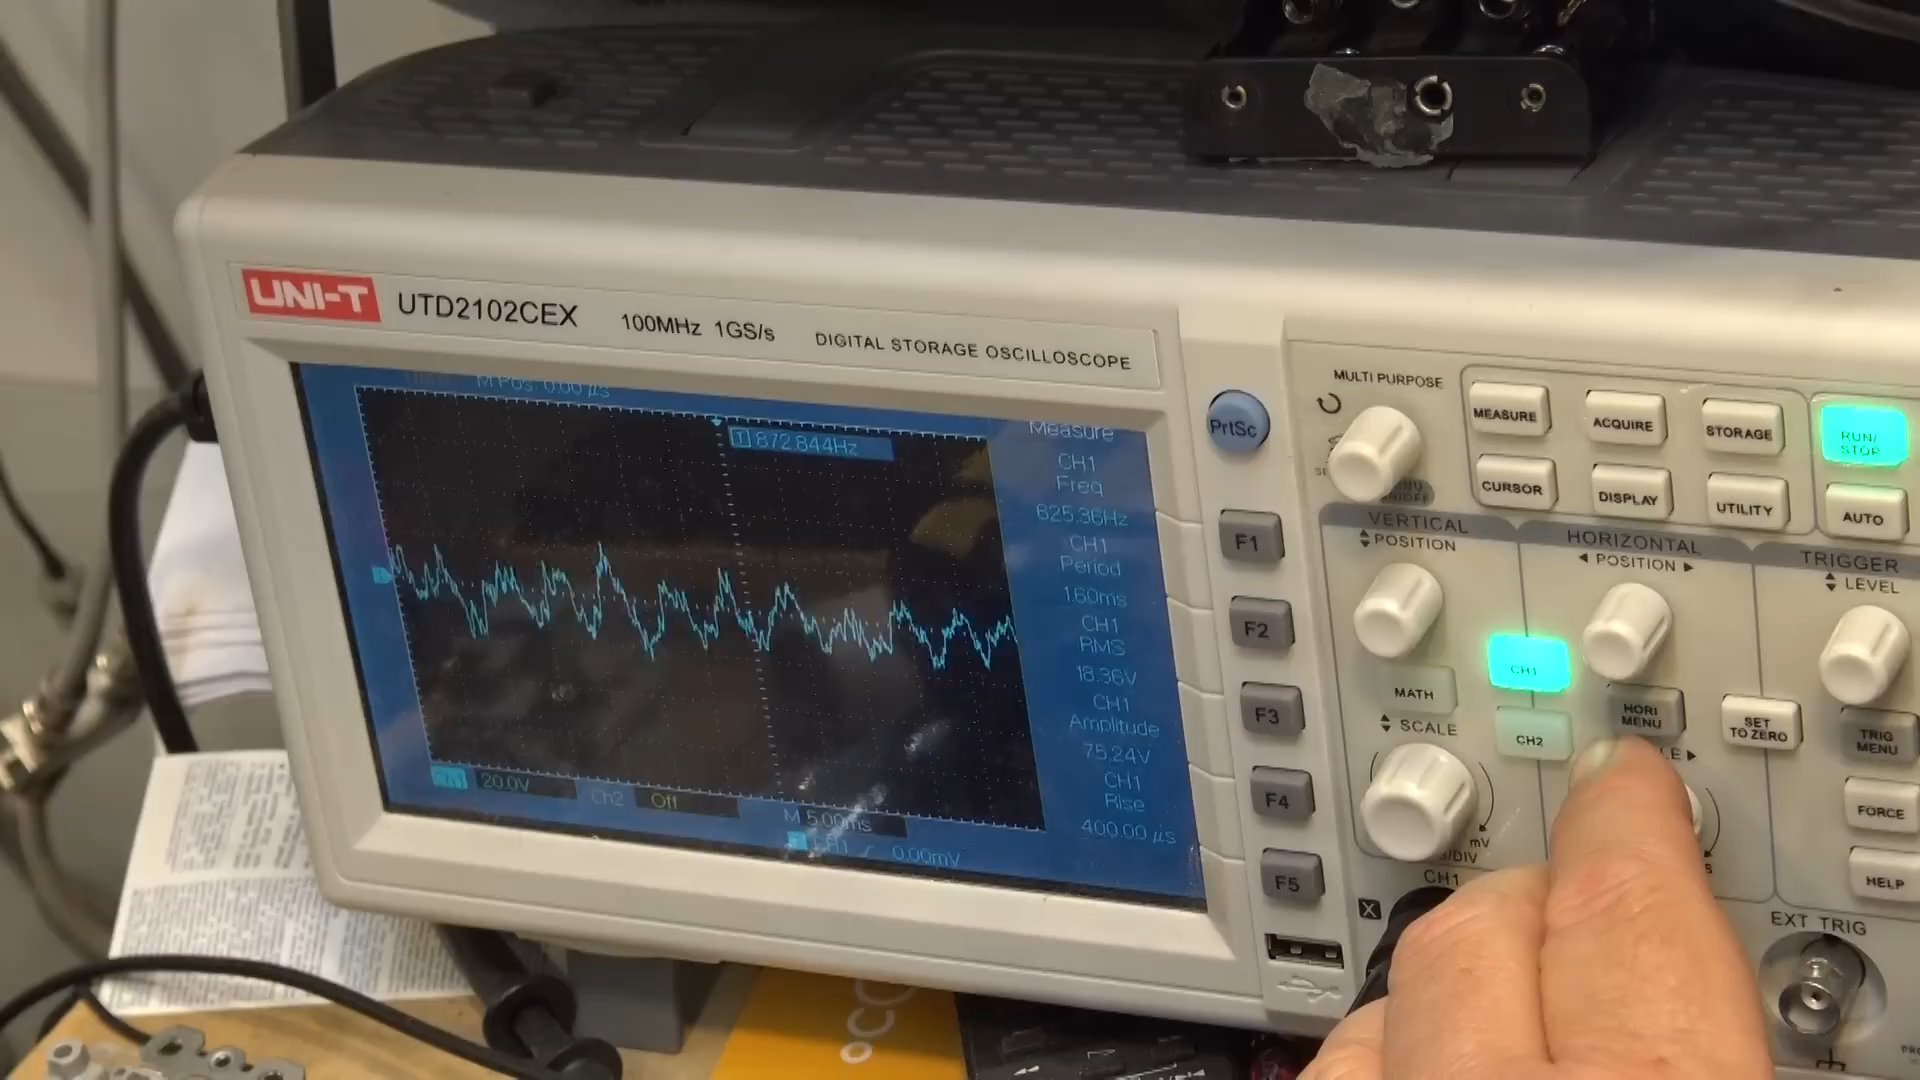 UNI-T UTD2102CEX 100MHz 1GS/s DIGITAL STORAGE OSCILLOSCOPE
M Pos: 0.00μs
T 872.844Hz
Measure
CH1
Freq
825.36Hz
CH1
Period
1.60ms
CH1
RMS
18.36V
CH1
Amplitude
75.24V
CH1
Rise
400.00 μs
Ch1 20.0V Ch2 Off M 5.00ms
0.00mV
PrtSc
F1
F2
F3
F4
F5
MULTI PURPOSE
MEASURE ACQUIRE STORAGE RUN/
STOP
CURSOR DISPLAY UTILITY AUTO
VERTICAL
POSITION
CH1
MATH
CH2
SCALE
mV
CH1
X
HORIZONTAL
POSITION
HORI
MENU
SET
TO ZERO
TRIGGER
LEVEL
TRIG
MENU
FORCE
HELP
EXT TRIG